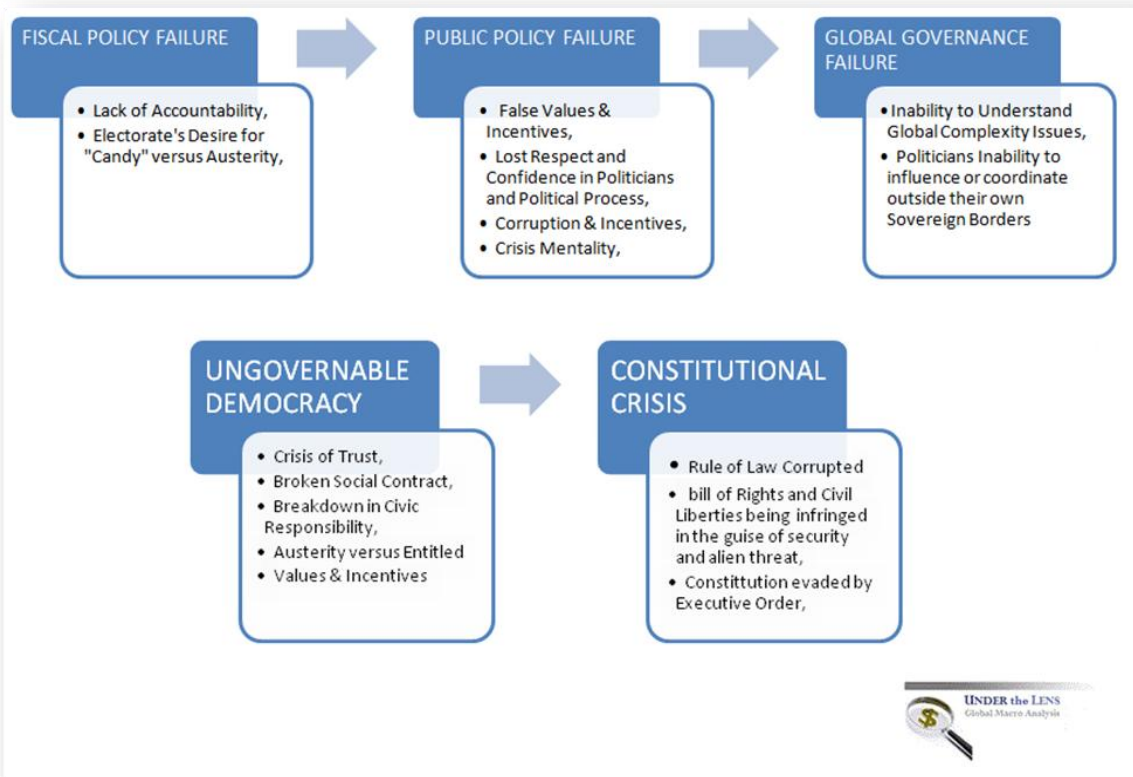 FISCAL POLICY FAILURE
• Lack of Accountability,
• Electorate's Desire for
"Candy" versus Austerity,
PUBLIC POLICY FAILURE
• False Values &
Incentives,
• Lost Respect and
Confidence in Politicians
and Political Process,
• Corruption & Incentives,
• Crisis Mentality,
GLOBAL GOVERNANCE
FAILURE
•Inability to Understand
Global Complexity Issues,
• Politicians Inability to
influence or coordinate
outside their own
Sovereign Borders
UNGOVERNABLE
DEMOCRACY
• Crisis of Trust,
• Broken Social Contract,
• Breakdown in Civic
Responsibility,
• Austerity versus Entitled
• Values & Incentives
CONSTITUTIONAL
CRISIS
• Rule of Law Corrupted
• bill of Rights and Civil
Liberties being infringed
in the guise of security
and alien threat,
• Constittution evaded by
Executive Order,
$
UNDER the LENS
Global Macro Analysis